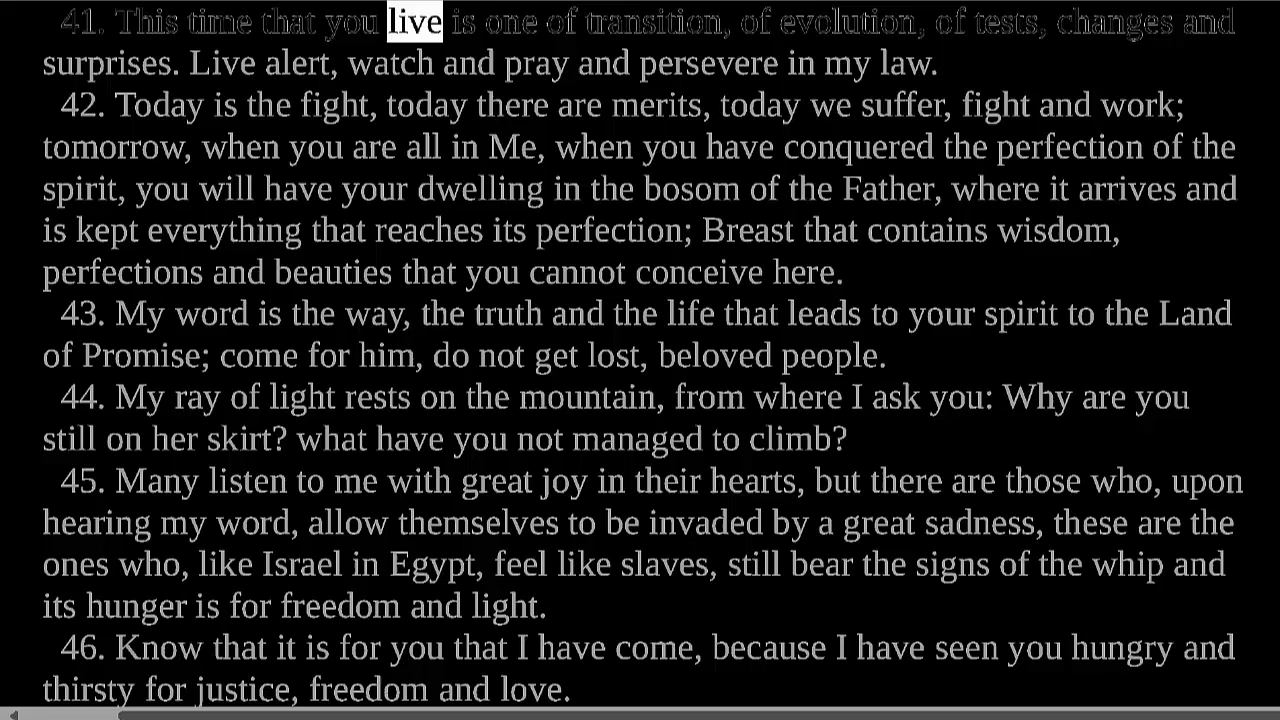 41. This time that you live is one of transition, of evolution, of tests, changes and
surprises. Live alert, watch and pray and persevere in my law.
42. Today is the fight, today there are merits, today we suffer, fight and work;
tomorrow, when you are all in Me, when you have conquered the perfection of the
spirit, you will have your dwelling in the bosom of the Father, where it arrives and
is kept everything that reaches its perfection; Breast that contains wisdom,
perfections and beauties that you cannot conceive here.
43. My word is the way, the truth and the life that leads to your spirit to the Land
of Promise; come for him, do not get lost, beloved people.
44. My ray of light rests on the mountain, from where I ask you: Why are you
still on her skirt? what have you not managed to climb?
45. Many listen to me with great joy in their hearts, but there are those who, upon
hearing my word, allow themselves to be invaded by a great sadness, these are the
ones who, like Israel in Egypt, feel like slaves, still bear the signs of the whip and
its hunger is for freedom and light.
46. Know that it is for you that I have come, because I have seen you hungry and
thirsty for justice, freedom and love.